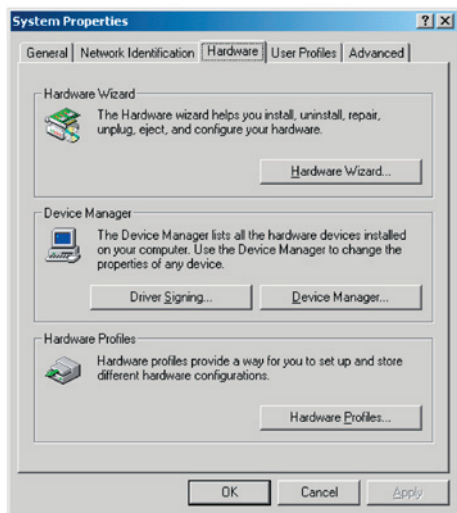 System Properties
General Network Identification Hardware User Profiles Advanced
Hardware Wizard
The Hardware wizard helps you install, uninstall, repair,
unplug, eject, and configure your hardware.
Hardware Wizard...
Device Manager
The Device Manager lists all the hardware devices installed
on your computer. Use the Device Manager to change the
properties of any device.
Driver Signing... Device Manager...
Hardware Profiles
Hardware profiles provide a way for you to set up and store
different hardware configurations.
Hardware Profiles...
OK Cancel Apply